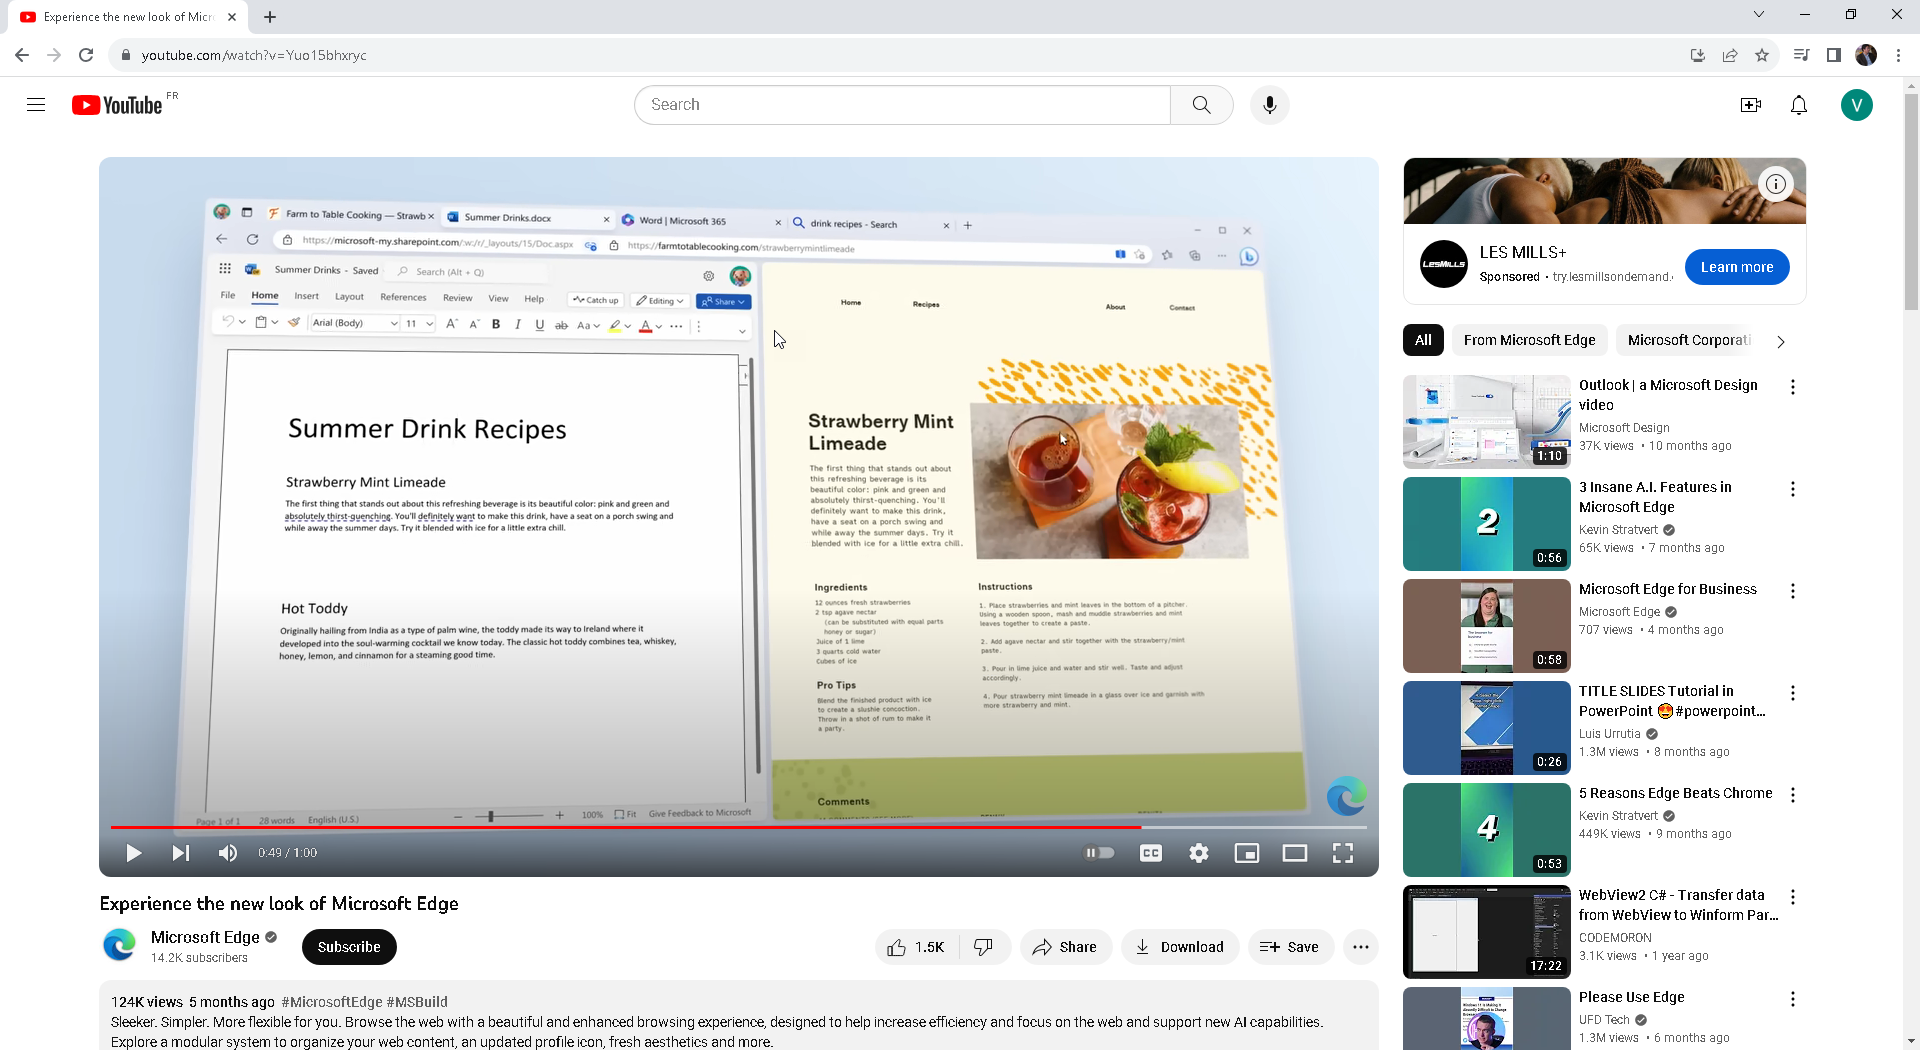 Experience the new look of Micr
youtube.com/watch?v=Yuo15bhxryc
YouTube FR
Search
V
Farm to Table Cooking — Strawb
Summer Drinks.docx
Word | Microsoft 365
drink recipes - Search
https://microsoft-my.sharepoint.com/:w:/r/_layouts/15/Doc.aspx
https://farmtotablecooking.com/strawberrymintlimeade
Summer Drinks - Saved
Search (Alt + Q)
File Home Insert Layout References Review View Help
Catch up Editing Share
Arial (Body) 11 A A B I U ab Aa A
Summer Drink Recipes
Strawberry Mint Limeade
The first thing that stands out about this refreshing beverage is its beautiful color: pink and green and
absolutely thirst-quenching. You'll definitely want to make this drink, have a seat on a porch swing and
while away the summer days. Try it blended with ice for a little extra chill.
Hot Toddy
Originally hailing from India as a type of palm wine, the toddy made its way to Ireland where it
developed into the soul-warming cocktail we know today. The classic hot toddy combines tea, whiskey,
honey, lemon, and cinnamon for a steaming good time.
Page 1 of 1 28 words English (U.S.)
100% Fit Give Feedback to Microsoft
Home Recipes About Contact
Strawberry Mint
Limeade
The first thing that stands out about
this refreshing beverage is its
beautiful color: pink and green and
absolutely thirst-quenching. You'll
definitely want to make this drink,
have a seat on a porch swing and
while away the summer days. Try it
blended with ice for a little extra chill.
Ingredients
12 ounces fresh strawberries
2 tsp agave nectar
(can be substituted with equal parts
honey or sugar)
Juice of 1 lime
3 quarts cold water
Cubes of ice
Pro Tips
Blend the finished product with ice
to create a slushie concoction.
Throw in a shot of rum to make it
a party.
Instructions
1. Place strawberries and mint leaves in the bottom of a pitcher.
Using a wooden spoon, mash and muddle strawberries and mint
leaves together to create a paste.
2. Add agave nectar and stir together with the strawberry/mint
paste.
3. Pour in lime juice and water and stir well. Taste and adjust
accordingly.
4. Pour strawberry mint limeade in a glass over ice and garnish with
more strawberry and mint.
Comments
0:49 / 1:00
CC
Experience the new look of Microsoft Edge
Microsoft Edge
14.2K subscribers
Subscribe
1.5K
Share
Download
Save
124K views 5 months ago #MicrosoftEdge #MSBuild
Sleeker. Simpler. More flexible for you. Browse the web with a beautiful and enhanced browsing experience, designed to help increase efficiency and focus on the web and support new AI capabilities.
Explore a modular system to organize your web content, an updated profile icon, fresh aesthetics and more.
LesMills
LES MILLS+
Sponsored · try.lesmillsondemand.
Learn more
All
From Microsoft Edge
Microsoft Corporati
1:10
Outlook | a Microsoft Design
video
Microsoft Design
37K views • 10 months ago
2
0:56
3 Insane A.I. Features in
Microsoft Edge
Kevin Stratvert
65K views • 7 months ago
0:58
Microsoft Edge for Business
Microsoft Edge
707 views • 4 months ago
0:26
TITLE SLIDES Tutorial in
PowerPoint 😍#powerpoint...
Luis Urrutia
1.3M views • 8 months ago
4
0:53
5 Reasons Edge Beats Chrome
Kevin Stratvert
449K views • 9 months ago
17:22
WebView2 C# - Transfer data
from WebView to Winform Par...
CODEMORON
3.1K views • 1 year ago
Please Use Edge
UFD Tech
1.3M views • 6 months ago